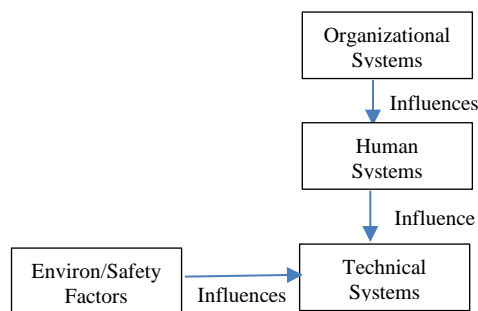 Organizational
Systems
Influences
Human
Systems
Influence
Environ/Safety
Factors
Influences
Technical
Systems